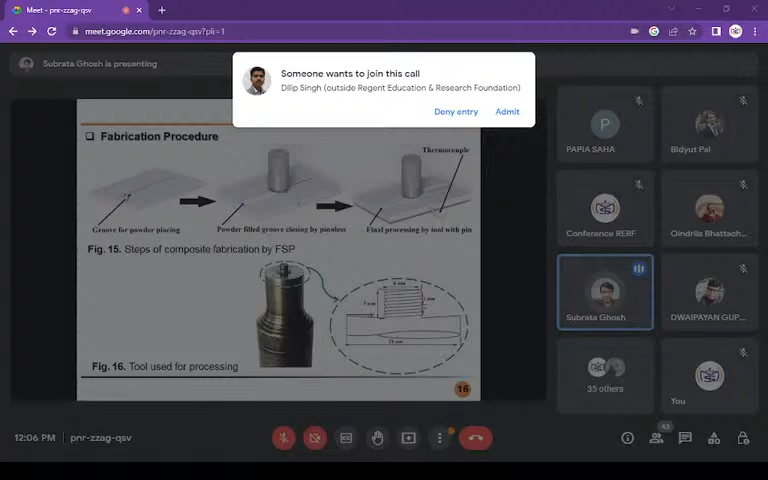 Meet - pnr-zzag-qsv
meet.google.com/pnr-zzag-qsv?pli=1
Subrata Ghosh is presenting
Someone wants to join this call
Dilip Singh (outside Regent Education & Research Foundation)
Deny entry
Admit
Fabrication Procedure
Thermocouple
Groove for powder placing
Powder filled groove closing by pinless
Final processing by tool with pin
Fig. 15. Steps of composite fabrication by FSP
Fig. 16. Tool used for processing
16
P
PAPIA SAHA
Bidyut Pal
Conference RERF
Oindrila Bhattach...
Subrata Ghosh
DWAIPAYAN GUP...
35 others
You
12:06 PM
pnr-zzag-qsv
43